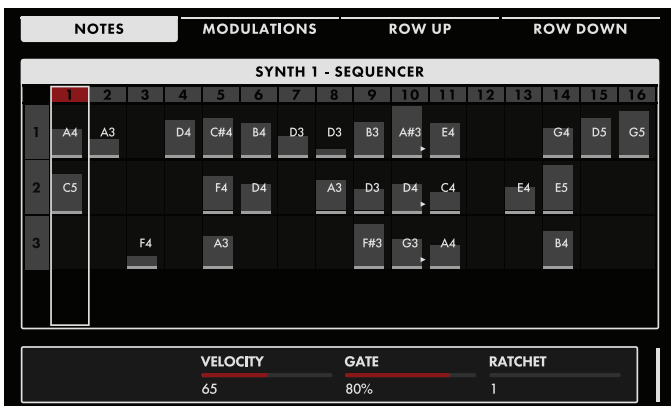 NOTES MODULATIONS ROW UP ROW DOWN
SYNTH 1 - SEQUENCER
1 2 3 4 5 6 7 8 9 10 11 12 13 14 15 16
1 A4 A3 D4 C#4 B4 D3 D3 B3 A#3 E4 G4 D5 G5
2 C5 F4 D4 A3 D3 D4 C4 E4 E5
3 F4 A3 F#3 G3 A4 B4
VELOCITY GATE RATCHET
65 80% 1